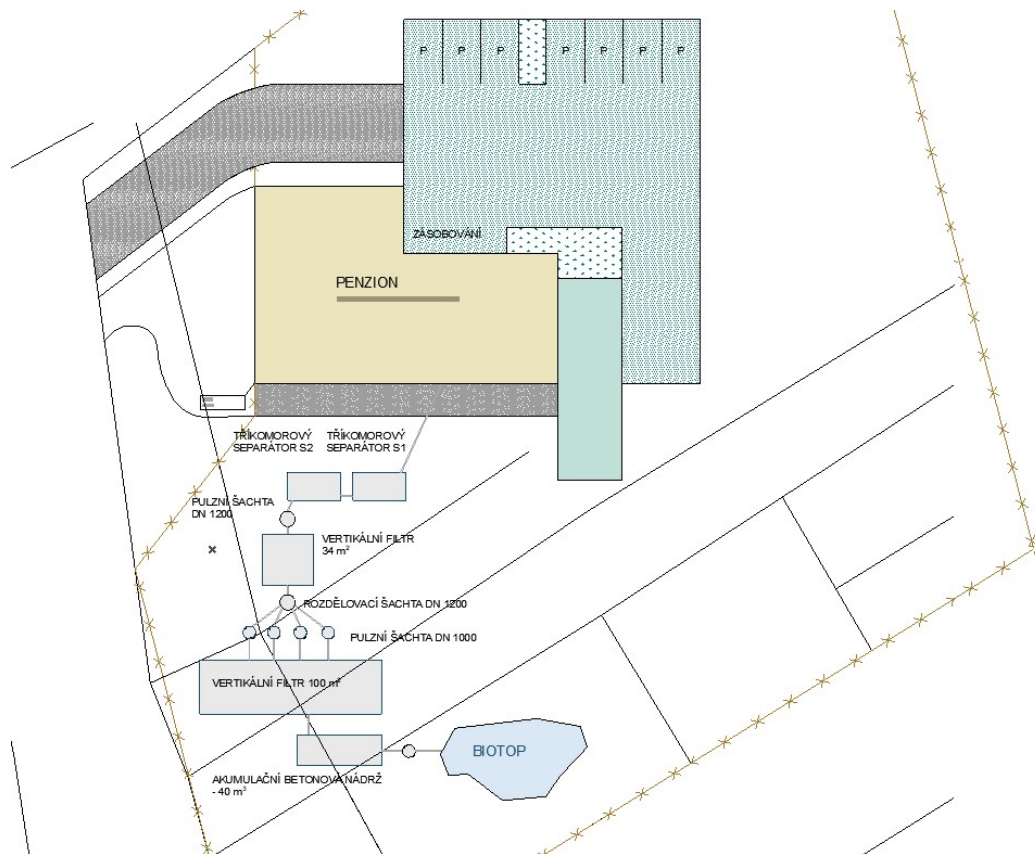 P P P P P P P
ZÁSOBOVÁNÍ
PENZION
TŘÍKOMOROVÝ
SEPARÁTOR S2
TŘÍKOMOROVÝ
SEPARÁTOR S1
PULZNÍ ŠACHTA
DN 1200
VERTIKÁLNÍ FILTR
34 m²
ROZDĚLOVACÍ ŠACHTA DN 1200
PULZNÍ ŠACHTA DN 1000
VERTIKÁLNÍ FILTR 100 m²
BIOTOP
AKUMULAČNÍ BETONOVÁ NÁDRŽ
- 40 m³